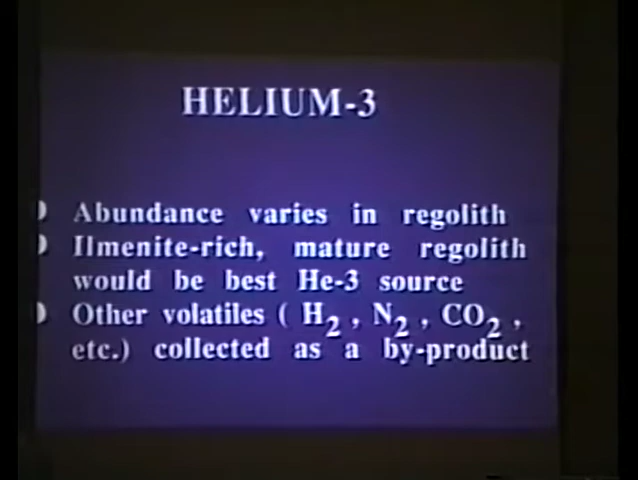 HELIUM-3
Abundance varies in regolith
Ilmenite-rich, mature regolith
would be best He-3 source
Other volatiles ( H₂ , N₂ , CO₂ ,
etc.) collected as a by-product